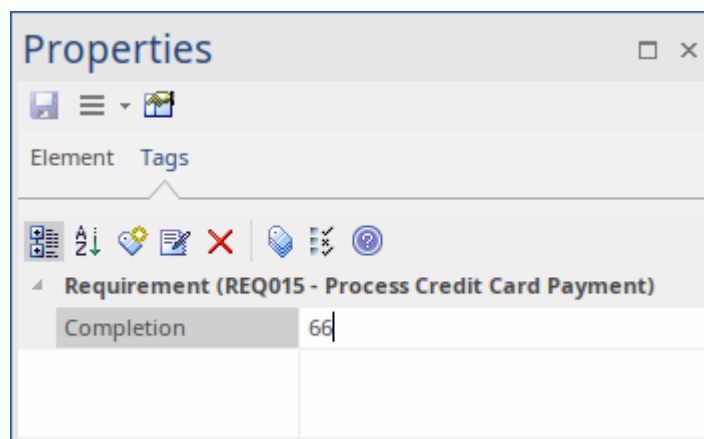 Properties
Element Tags
Requirement (REQ015 - Process Credit Card Payment)
Completion 66